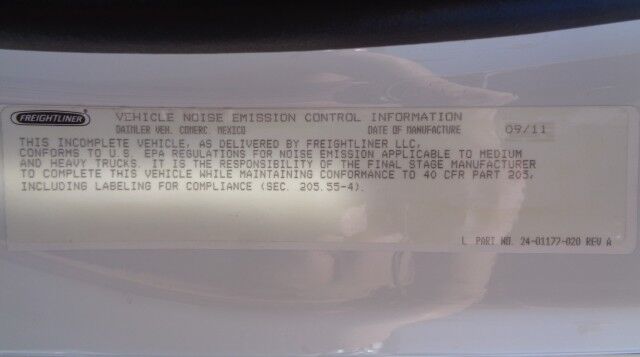 FREIGHTLINER VEHICLE NOISE EMISSION CONTROL INFORMATION
DAIMLER VEH. COMERC. MEXICO DATE OF MANUFACTURE 09/11
THIS INCOMPLETE VEHICLE, AS DELIVERED BY FREIGHTLINER LLC,
CONFORMS TO U.S. EPA REGULATIONS FOR NOISE EMISSION APPLICABLE TO MEDIUM
AND HEAVY TRUCKS. IT IS THE RESPONSIBILITY OF THE FINAL STAGE MANUFACTURER
TO COMPLETE THIS VEHICLE WHILE MAINTAINING CONFORMANCE TO 40 CFR PART 205,
INCLUDING LABELING FOR COMPLIANCE (SEC. 205.55-4).
L PART NO. 24-01177-020 REV A